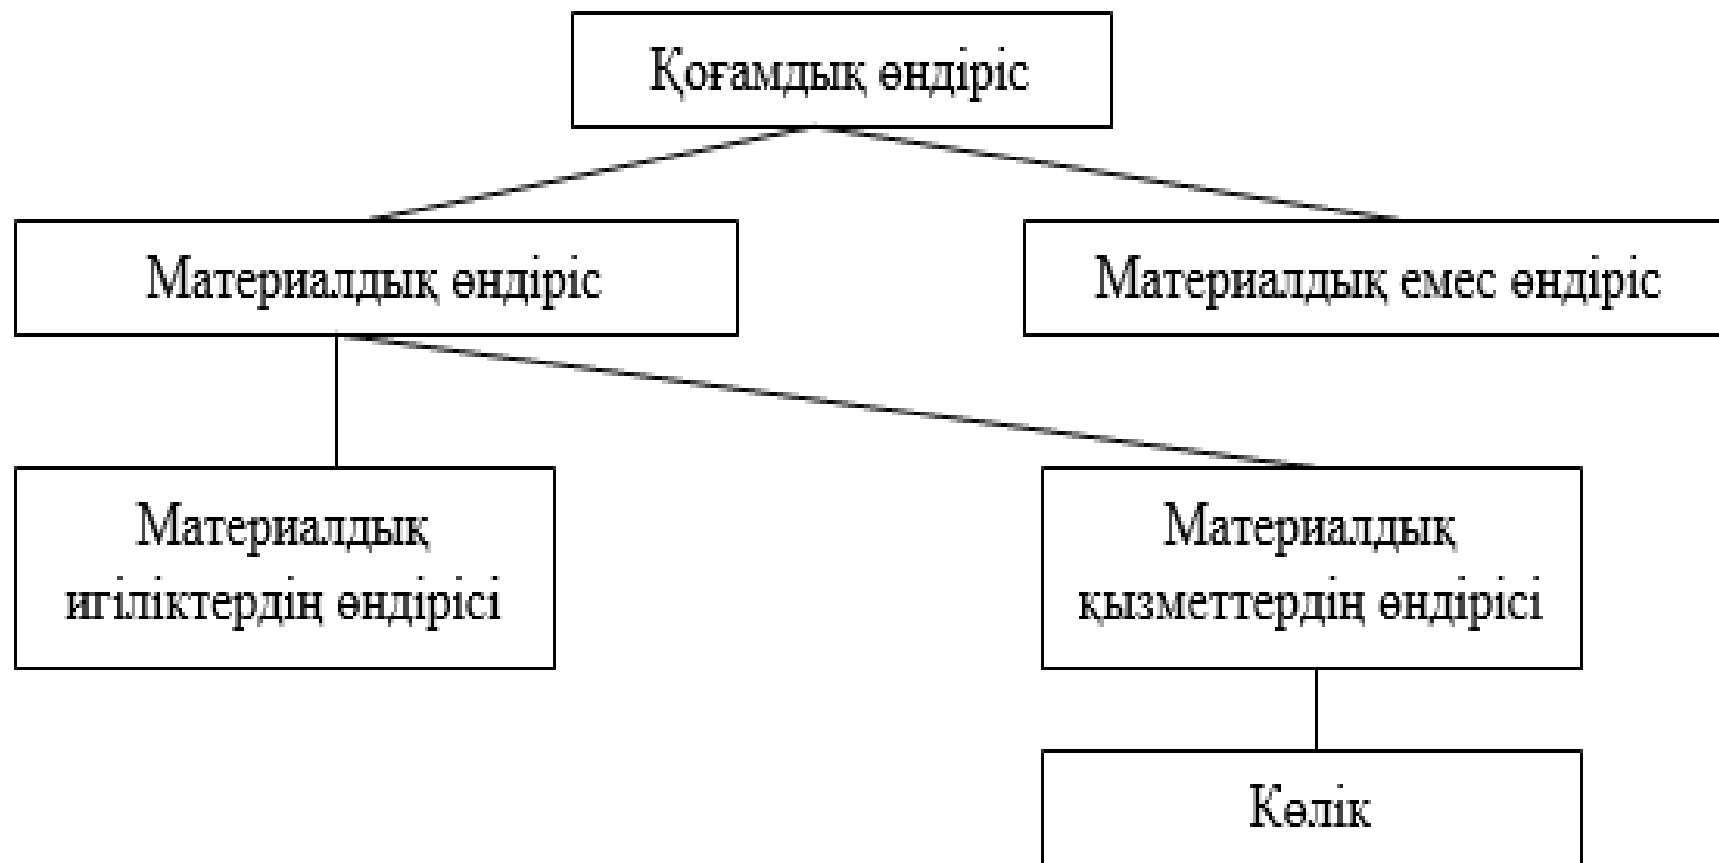 Қоғамдық өндіріс
Материалдық өндіріс
Материалдық емес өндіріс
Материалдық
игіліктердің өндірісі
Материалдық
қызметтердің өндірісі
Көлік